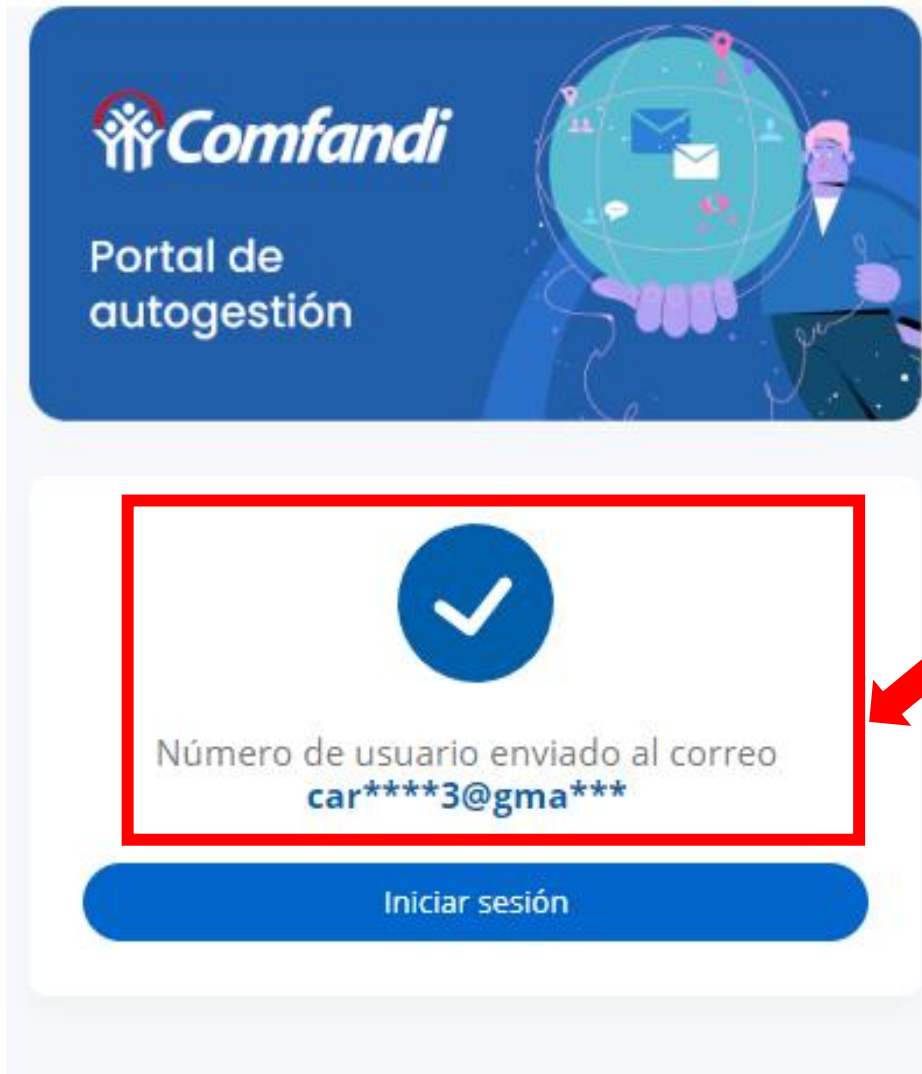 Comfandi
Portal de
autogestión
Número de usuario enviado al correo
car****3@gma***
Iniciar sesión